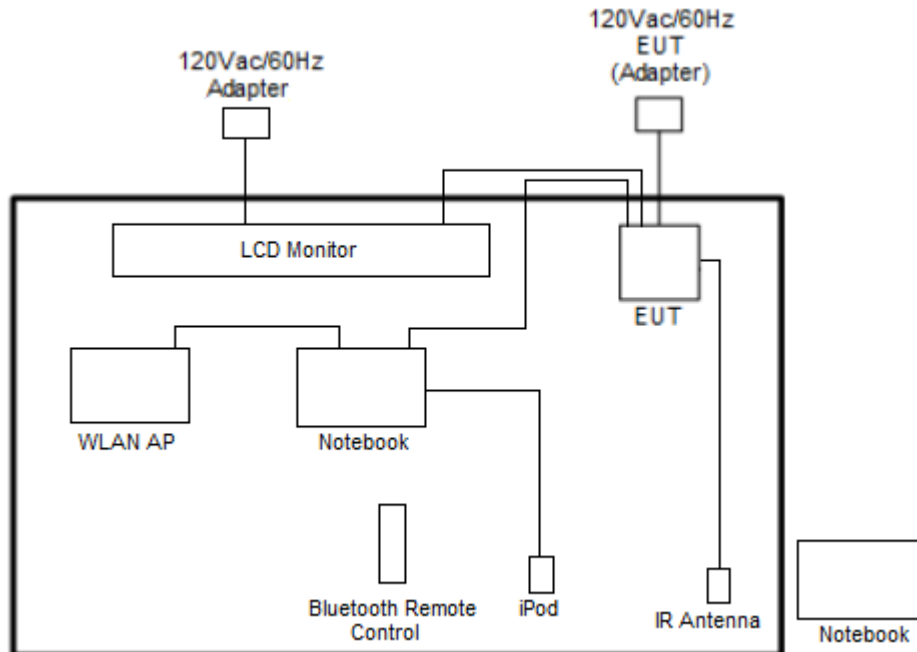 120Vac/60Hz
Adapter
120Vac/60Hz
EUT
(Adapter)
LCD Monitor
EUT
WLAN AP
Notebook
Bluetooth Remote
Control
iPod
IR Antenna
Notebook